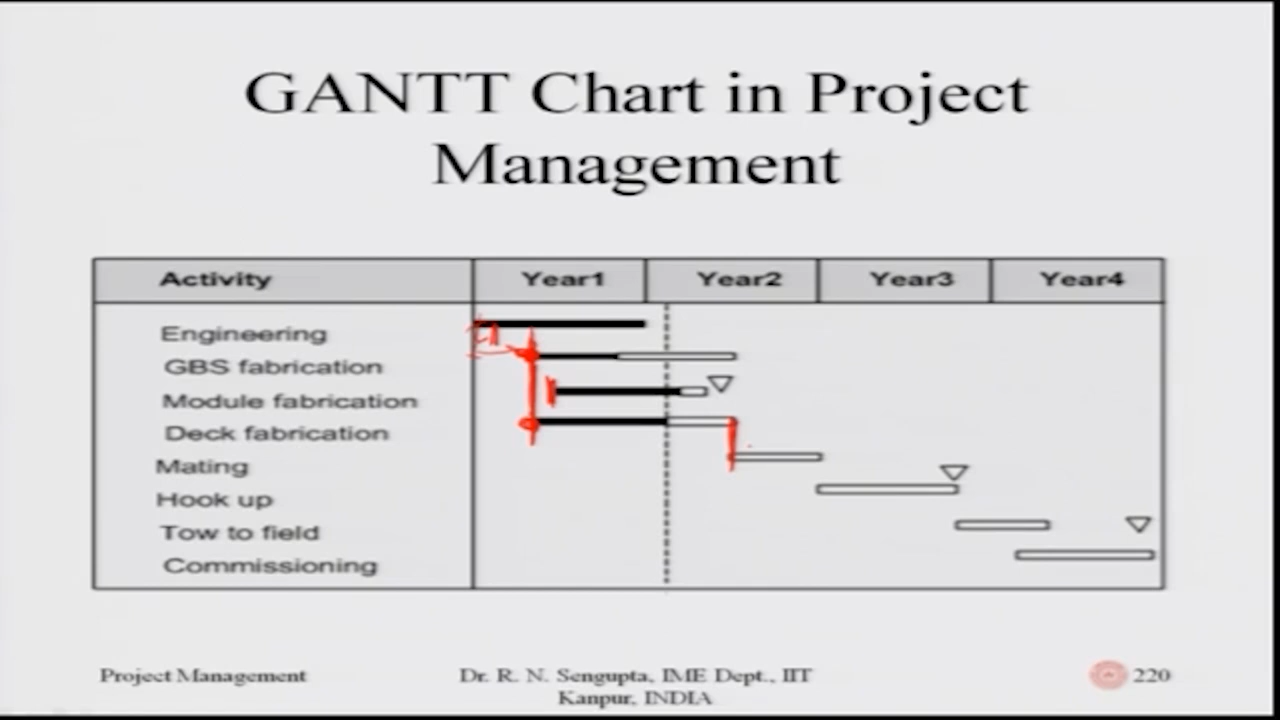 GANTT Chart in Project
Management
Activity Year1 Year2 Year3 Year4
Engineering
GBS fabrication
Module fabrication
Deck fabrication
Mating
Hook up
Tow to field
Commissioning
Project Management
Dr. R. N. Sengupta, IME Dept., IIT
Kanpur, INDIA
220